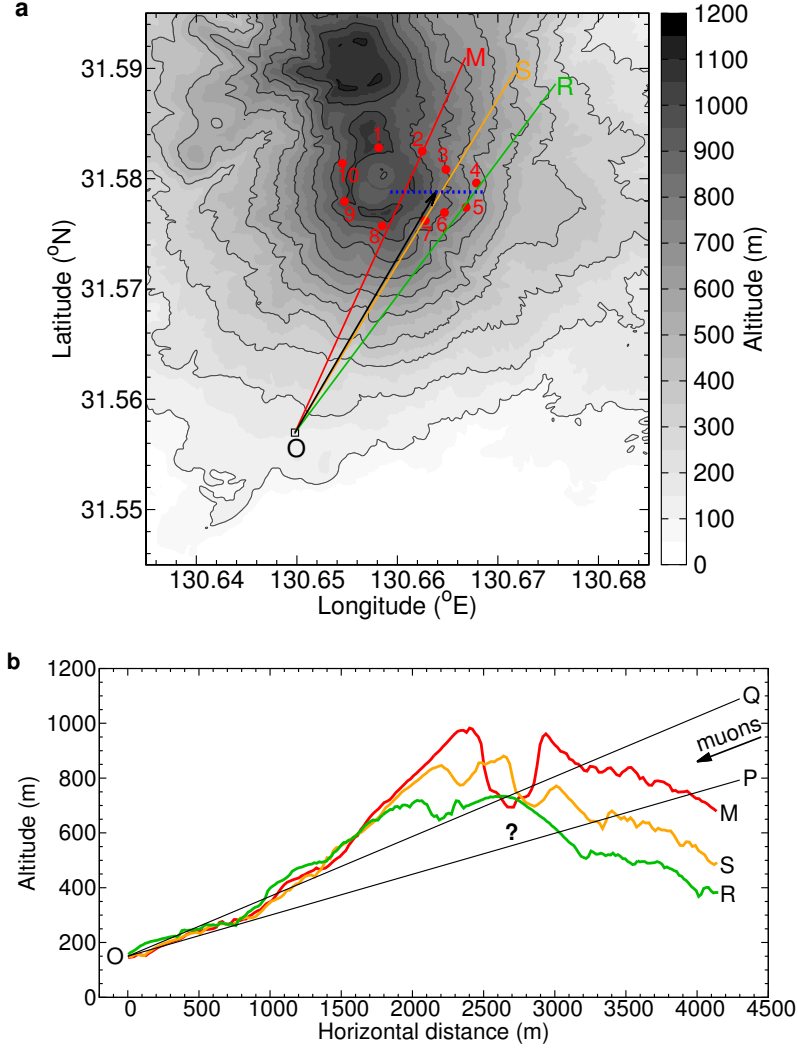 a
31.59
31.58
31.57
31.56
31.55
Latitude (°N)
130.64 130.65 130.66 130.67 130.68
Longitude (°E)
M
S
R
1
2
3
4
10
9
8
7
6
5
O
1200
1100
1000
900
800
700
600
500
400
300
200
100
0
Altitude (m)
b
1200
1000
800
600
400
200
0
Altitude (m)
O
Q
muons
P
M
?
S
R
0 500 1000 1500 2000 2500 3000 3500 4000 4500
Horizontal distance (m)